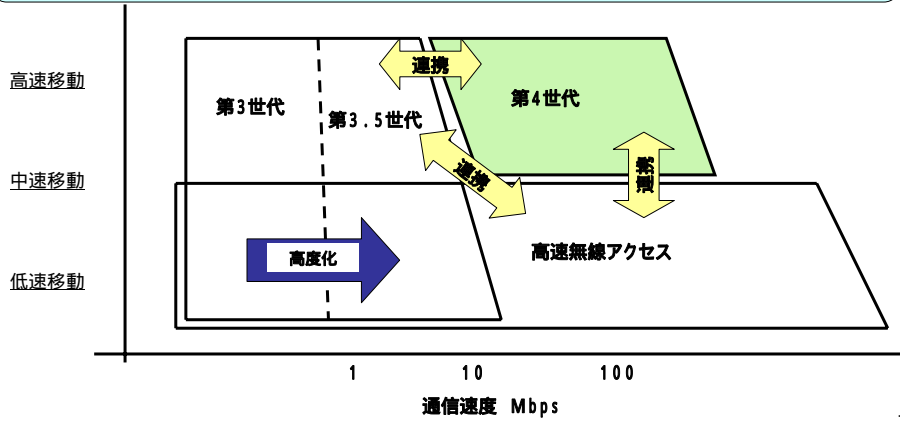 高速移動
中速移動
低速移動
第3世代
第3.5世代
第4世代
連携
連携
連携
高度化
高速無線アクセス
1
10
100
通信速度 Mbps